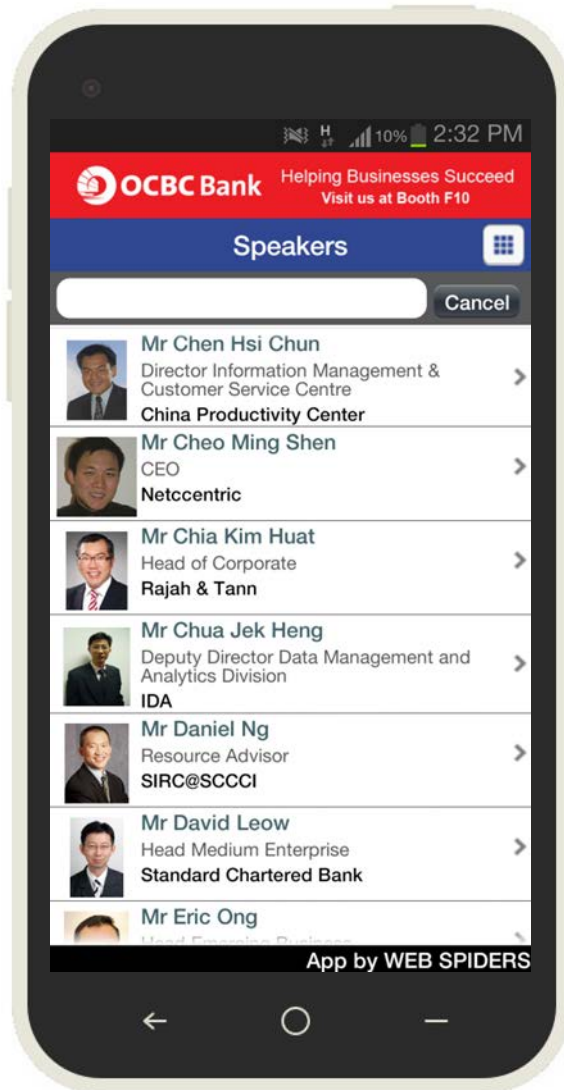 H 10% 2:32 PM
OCBC Bank
Helping Businesses Succeed
Visit us at Booth F10
Speakers
Cancel
Mr Chen Hsi Chun
Director Information Management &
Customer Service Centre
China Productivity Center
Mr Cheo Ming Shen
CEO
Netccentric
Mr Chia Kim Huat
Head of Corporate
Rajah & Tann
Mr Chua Jek Heng
Deputy Director Data Management and
Analytics Division
IDA
Mr Daniel Ng
Resource Advisor
SIRC@SCCCI
Mr David Leow
Head Medium Enterprise
Standard Chartered Bank
Mr Eric Ong
Head Emerging Business
App by WEB SPIDERS